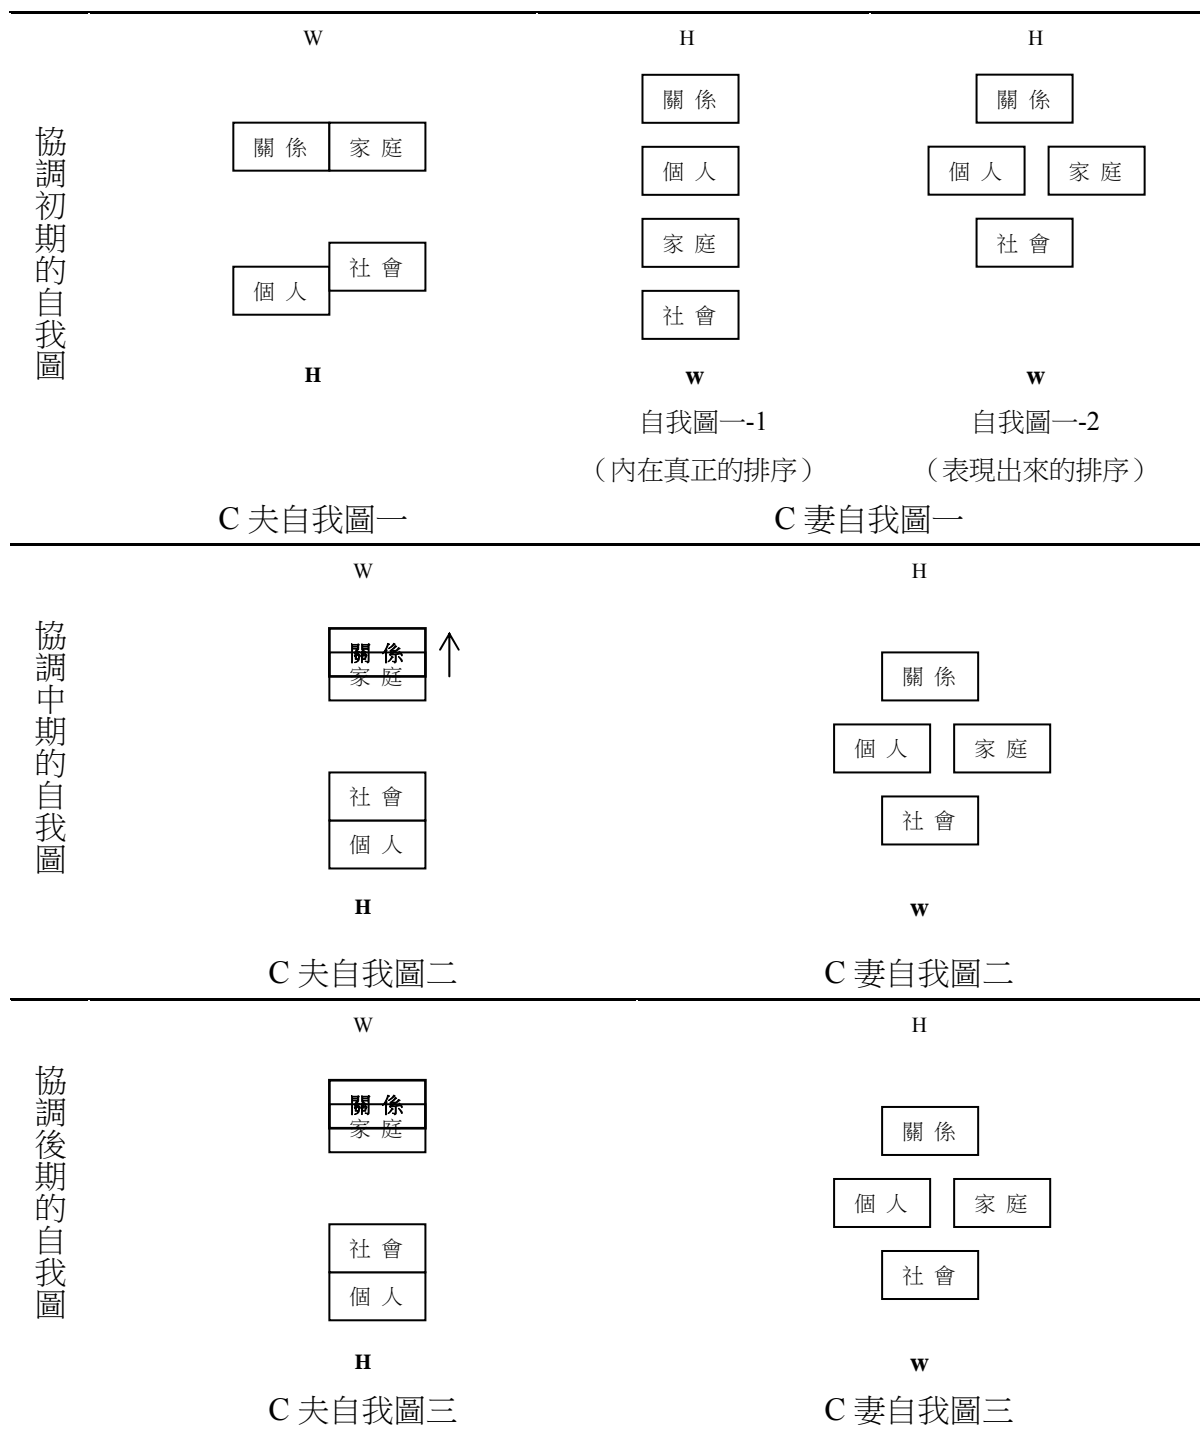 協調初期的自我圖
W
關係 家庭
社會
個人
H
C 夫自我圖一
H
關係
個人
家庭
社會
w
自我圖一-1
（內在真正的排序）
H
關係
個人 家庭
社會
w
自我圖一-2
（表現出來的排序）
C 妻自我圖一
協調中期的自我圖
W
關係
家庭
社會
個人
H
C 夫自我圖二
H
關係
個人 家庭
社會
w
C 妻自我圖二
協調後期的自我圖
W
關係
家庭
社會
個人
H
C 夫自我圖三
H
關係
個人 家庭
社會
w
C 妻自我圖三